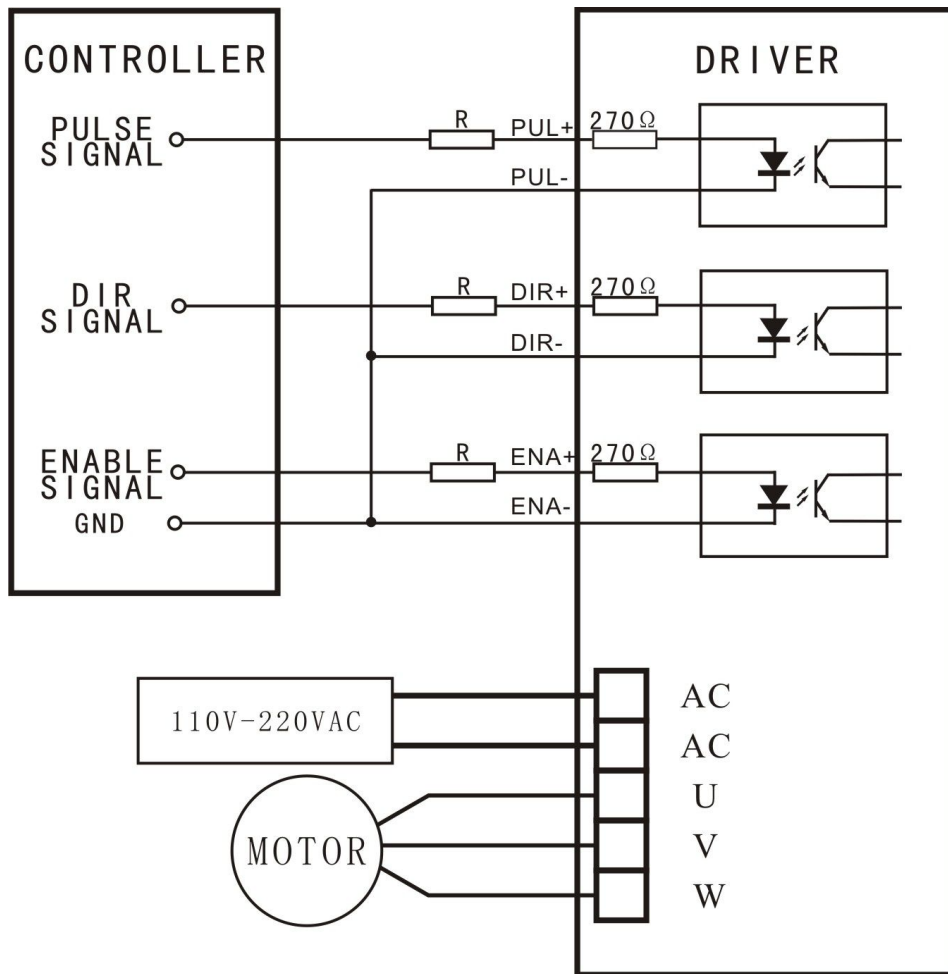 CONTROLLER
DRIVER
PULSE
SIGNAL
R
PUL+
270Ω
PUL-
DIR
SIGNAL
R
DIR+
270Ω
DIR-
ENABLE
SIGNAL
R
ENA+
270Ω
GND
ENA-
110V-220VAC
AC
AC
MOTOR
U
V
W